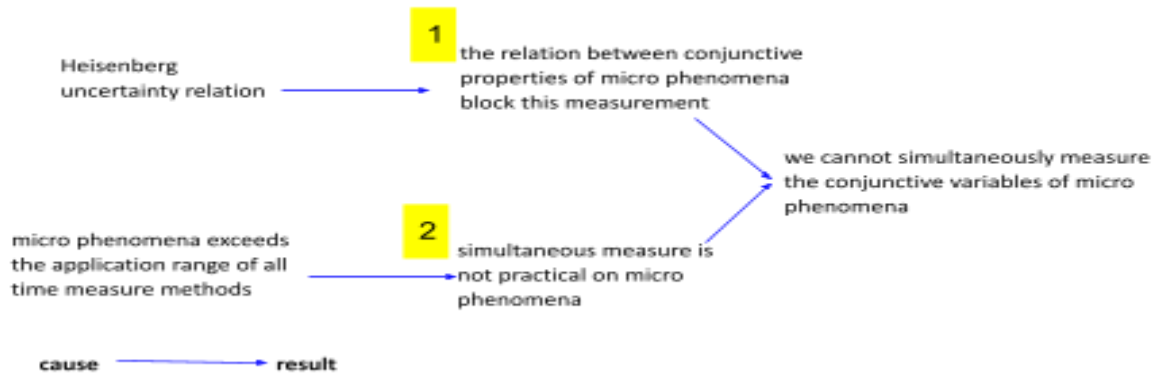 1
Heisenberg
uncertainty relation
the relation between conjunctive
properties of micro phenomena
block this measurement
we cannot simultaneously measure
the conjunctive variables of micro
phenomena
2
micro phenomena exceeds
the application range of all
time measure methods
simultaneous measure is
not practical on micro
phenomena
cause
result